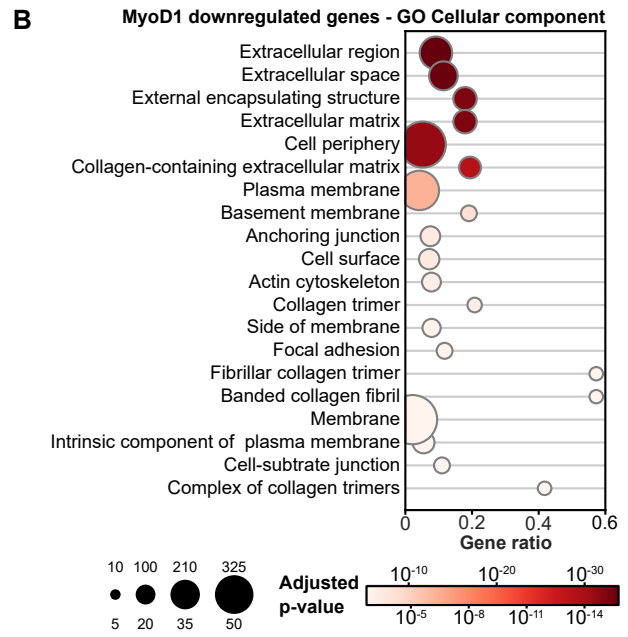 B
MyoD1 downregulated genes - GO Cellular component
Extracellular region
Extracellular space
External encapsulating structure
Extracellular matrix
Cell periphery
Collagen-containing extracellular matrix
Plasma membrane
Basement membrane
Anchoring junction
Cell surface
Actin cytoskeleton
Collagen trimer
Side of membrane
Focal adhesion
Fibrillar collagen trimer
Banded collagen fibril
Membrane
Intrinsic component of plasma membrane
Cell-subtrate junction
Complex of collagen trimers
0 0.2 0.4 0.6
Gene ratio
10 100 210 325
5 20 35 50
Adjusted
p-value
10-10 10-20 10-30
10-5 10-8 10-11 10-14